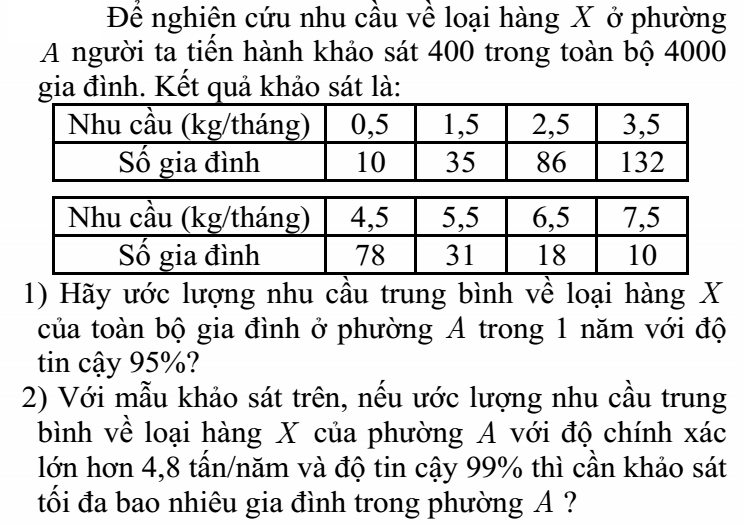 Để nghiên cứu nhu cầu về loại hàng X ở phường
A người ta tiến hành khảo sát 400 trong toàn bộ 4000
gia đình. Kết quả khảo sát là:
Nhu cầu (kg/tháng) 0,5 1,5 2,5 3,5
Số gia đình 10 35 86 132
Nhu cầu (kg/tháng) 4,5 5,5 6,5 7,5
Số gia đình 78 31 18 10
1) Hãy ước lượng nhu cầu trung bình về loại hàng X
của toàn bộ gia đình ở phường A trong 1 năm với độ
tin cậy 95%?
2) Với mẫu khảo sát trên, nếu ước lượng nhu cầu trung
bình về loại hàng X của phường A với độ chính xác
lớn hơn 4,8 tấn/năm và độ tin cậy 99% thì cần khảo sát
tối đa bao nhiêu gia đình trong phường A ?